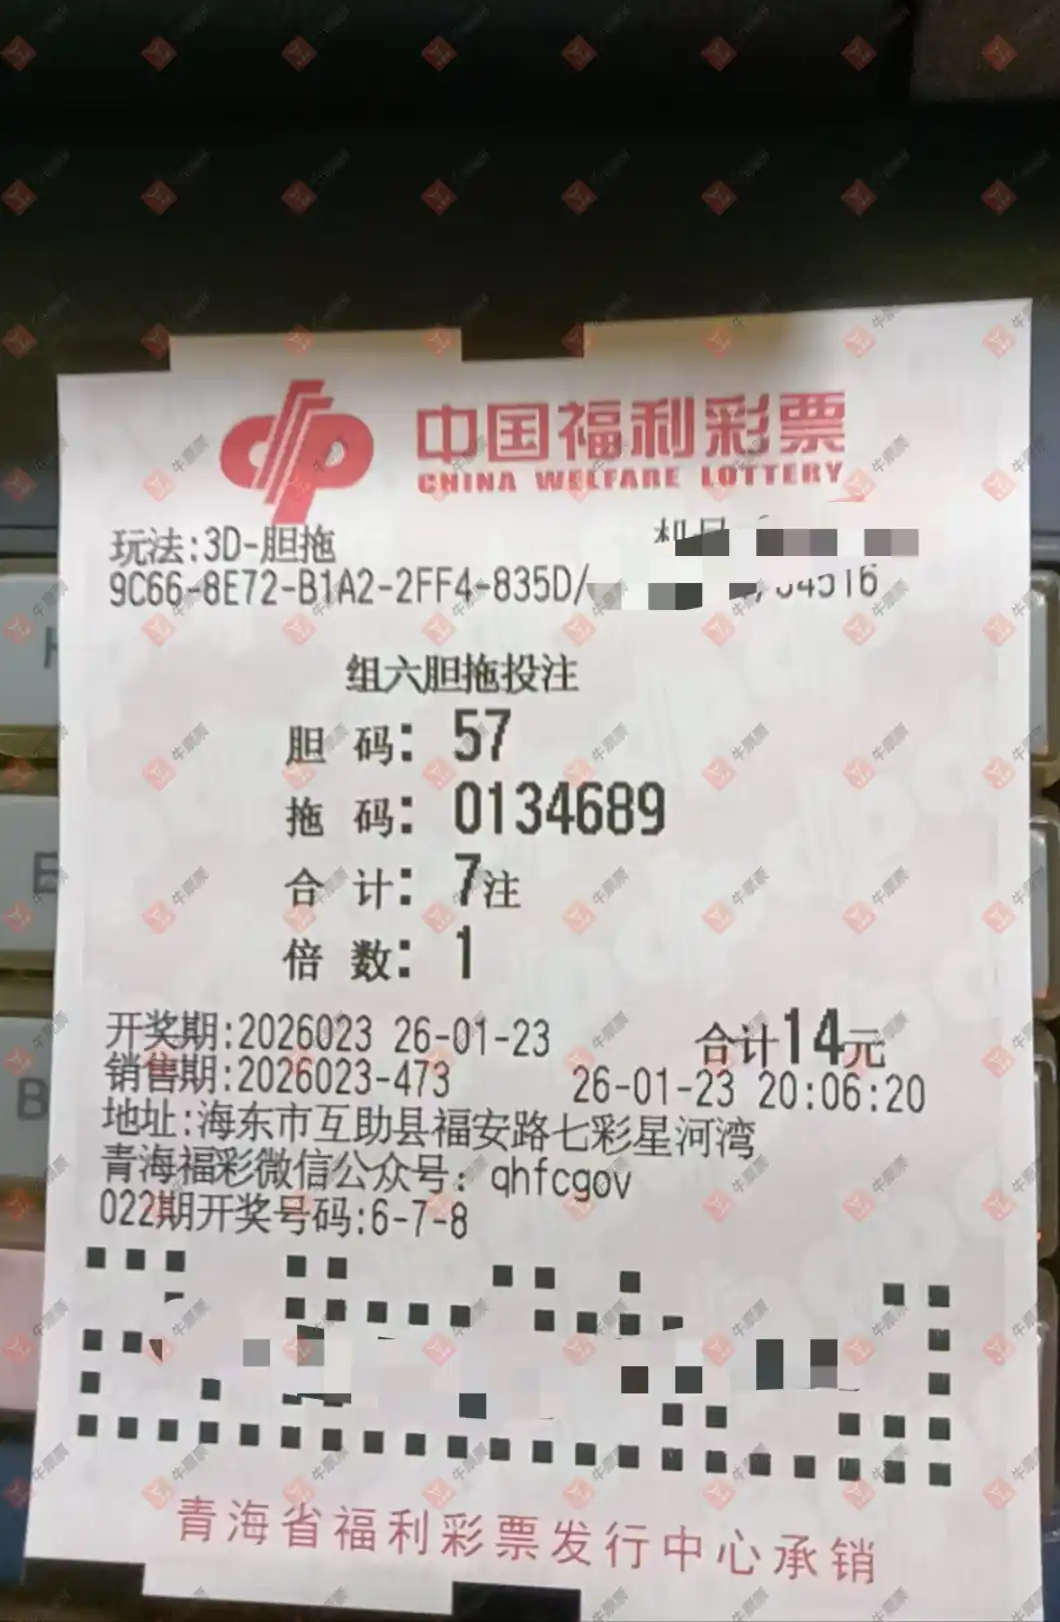 中国福利彩票
CHINA WELFARE LOTTERY
玩法:3D-胆拖
9C66-8E72-B1A2-2FF4-835D/
组六胆拖投注
胆 码: 57
拖 码: 0134689
合 计: 7注
倍 数: 1
开奖期:2026023 26-01-23 合计14元
销售期:2026023-473 26-01-23 20:06:20
地址:海东市互助县福安路七彩星河湾
青海福彩微信公众号: qhfcgov
022期开奖号码:6-7-8
青海省福利彩票发行中心承销
牛票票